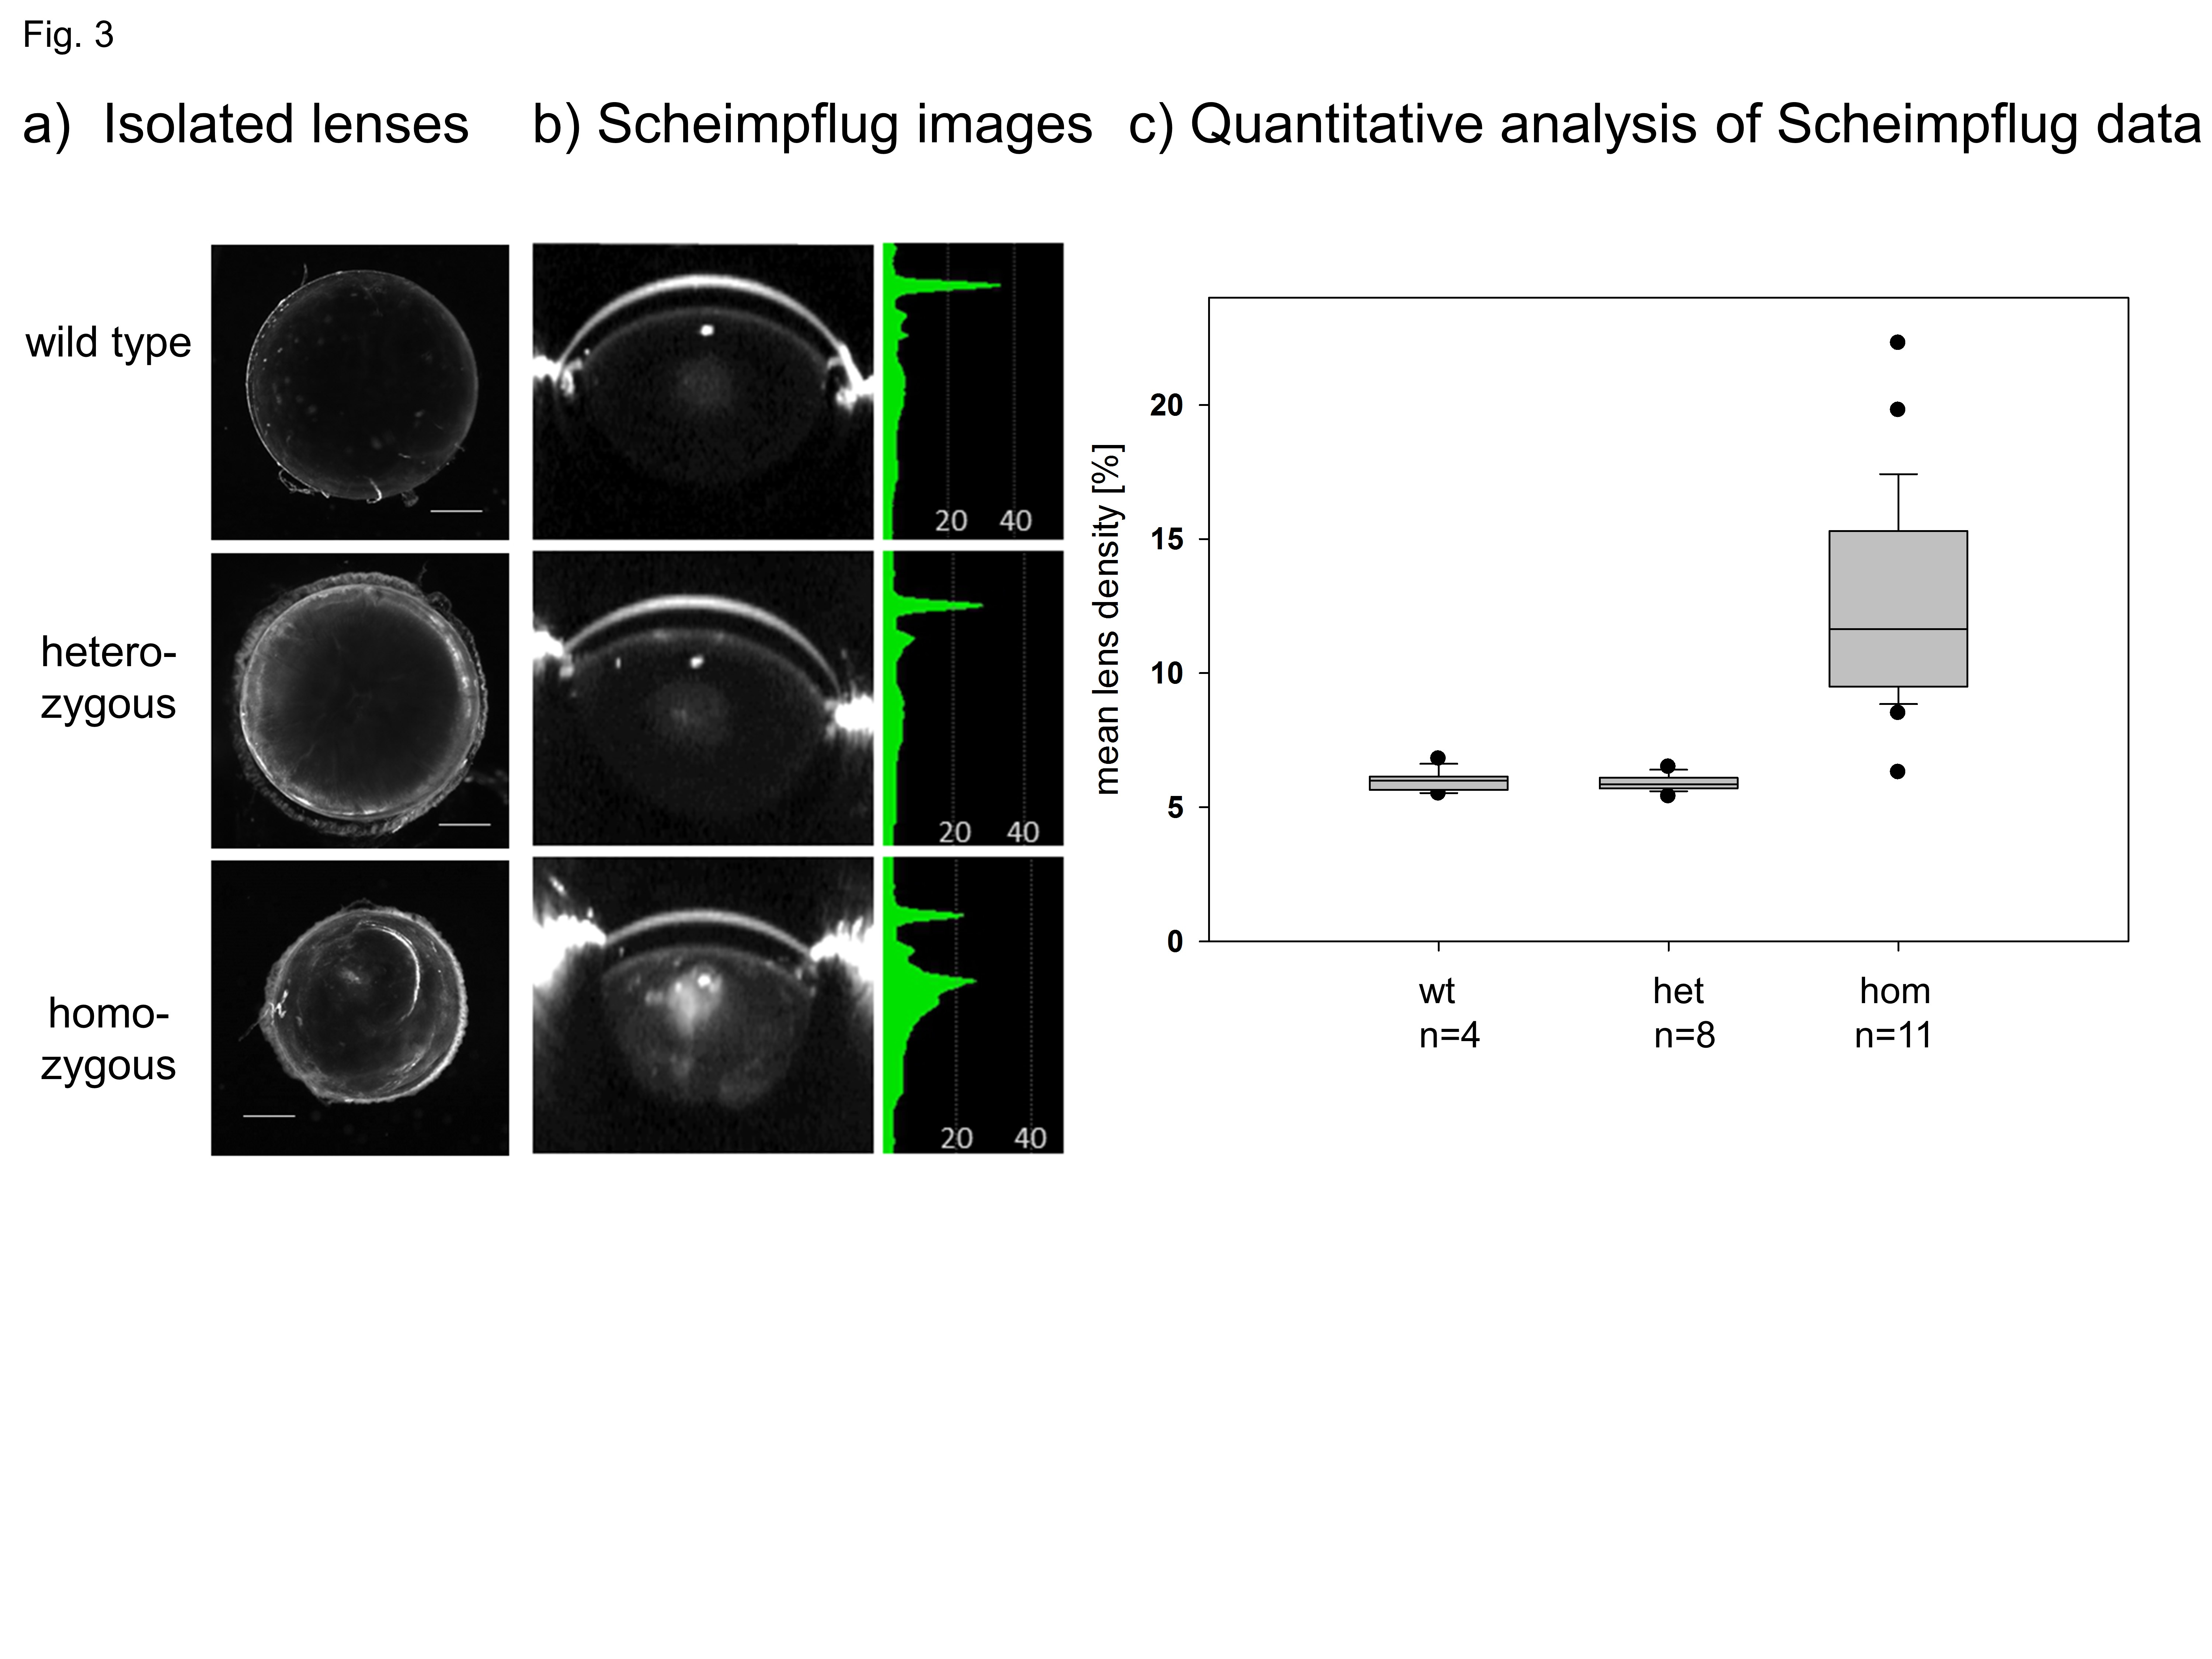 Fig. 3
a) Isolated lenses
b) Scheimpflug images
c) Quantitative analysis of Scheimpflug data
wild type
20 40
hetero-
zygous
20 40
homo-
zygous
20 40
mean lens density [%]
20
15
10
5
0
wt
n=4
het
n=8
hom
n=11